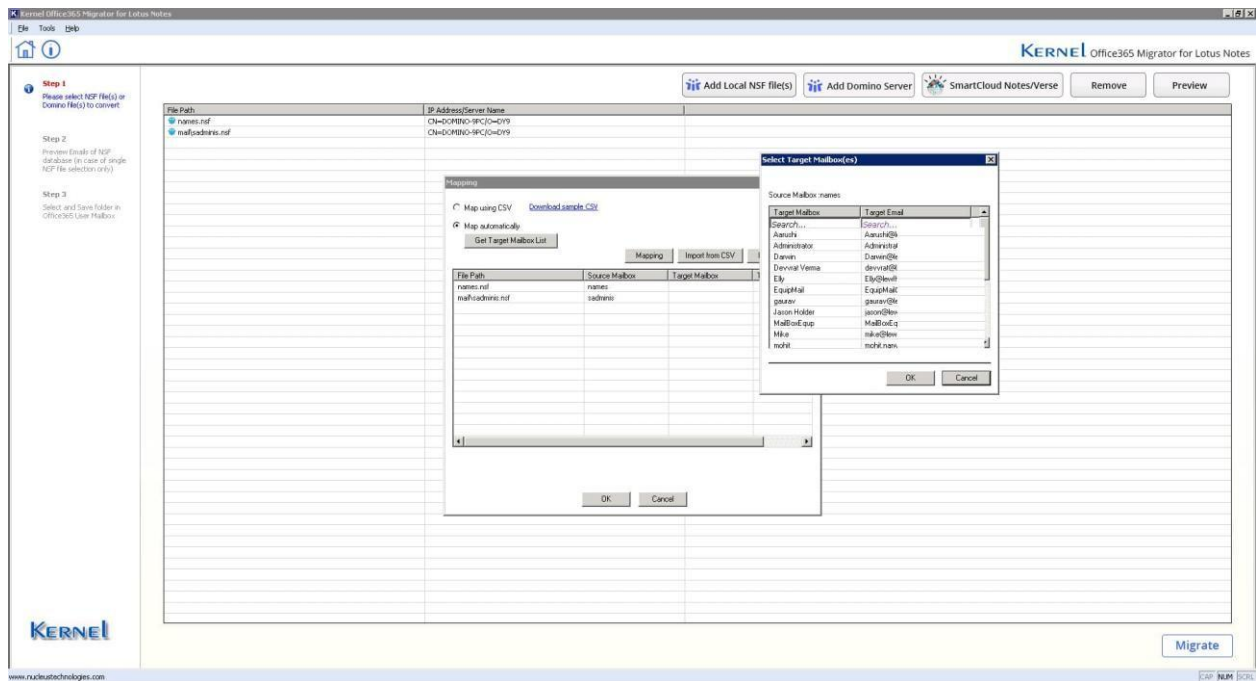 Kernel Office365 Migrator for Lotus Notes
File Tools Help
KERNEL Office365 Migrator for Lotus Notes
Step 1
Please select NSF file(s) or
Domino file(s) to convert
Step 2
Preview Emails of NSF
database (in case of single
NSF file selection only)
Step 3
Select and Save folder in
Office365 User Mailbox
Add Local NSF file(s) Add Domino Server SmartCloud Notes/Verse Remove Preview
File Path IP Address/Server Name
names.nsf CN=DOMINO-9PC/O=DY9
mail\sadminis.nsf CN=DOMINO-9PC/O=DY9
Mapping
Map using CSV Download sample CSV
Map automatically
Get Target Mailbox List
Mapping Import from CSV
File Path Source Mailbox Target Mailbox
names.nsf names
mail\sadminis.nsf sadminis
OK Cancel
Select Target Mailbox(es)
Source Mailbox :names
Target Mailbox Target Email
Search... Search...
Aarushi
Administrator Administrat
Darwin
Devvrat Verma
Elly
EquipMail
gaurav
Jason Holder
MailBoxEqup MailBoxEq
Mike
mohit
OK Cancel
KERNEL
Migrate
www.nucleustechnologies.com
CAP NUM SCRL